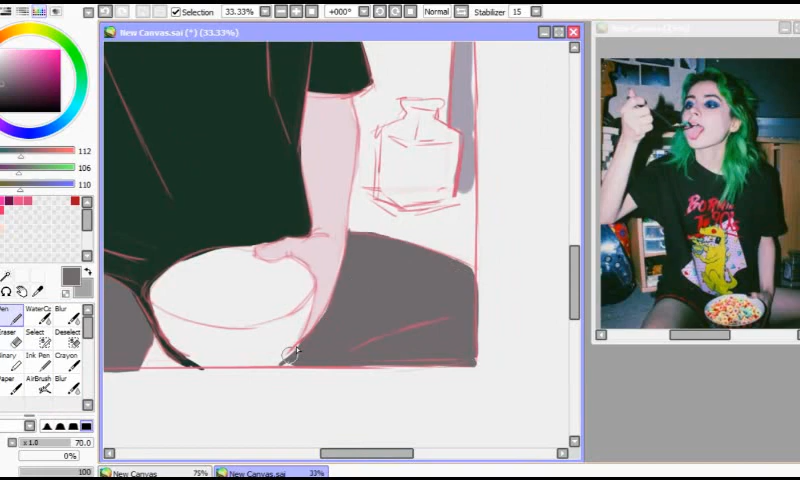 Selection 33.33% +000° Normal Stabilizer 15
New Canvas.sai (*) (33.33%)
112
106
110
Pen WaterCo Blur
Eraser Select Deselect
Binary Ink Pen Crayon
Paper AirBrush Blur
x 1.0 70.0
0%
100
New Canvas 75%
New Canvas.sai 33%
BORN